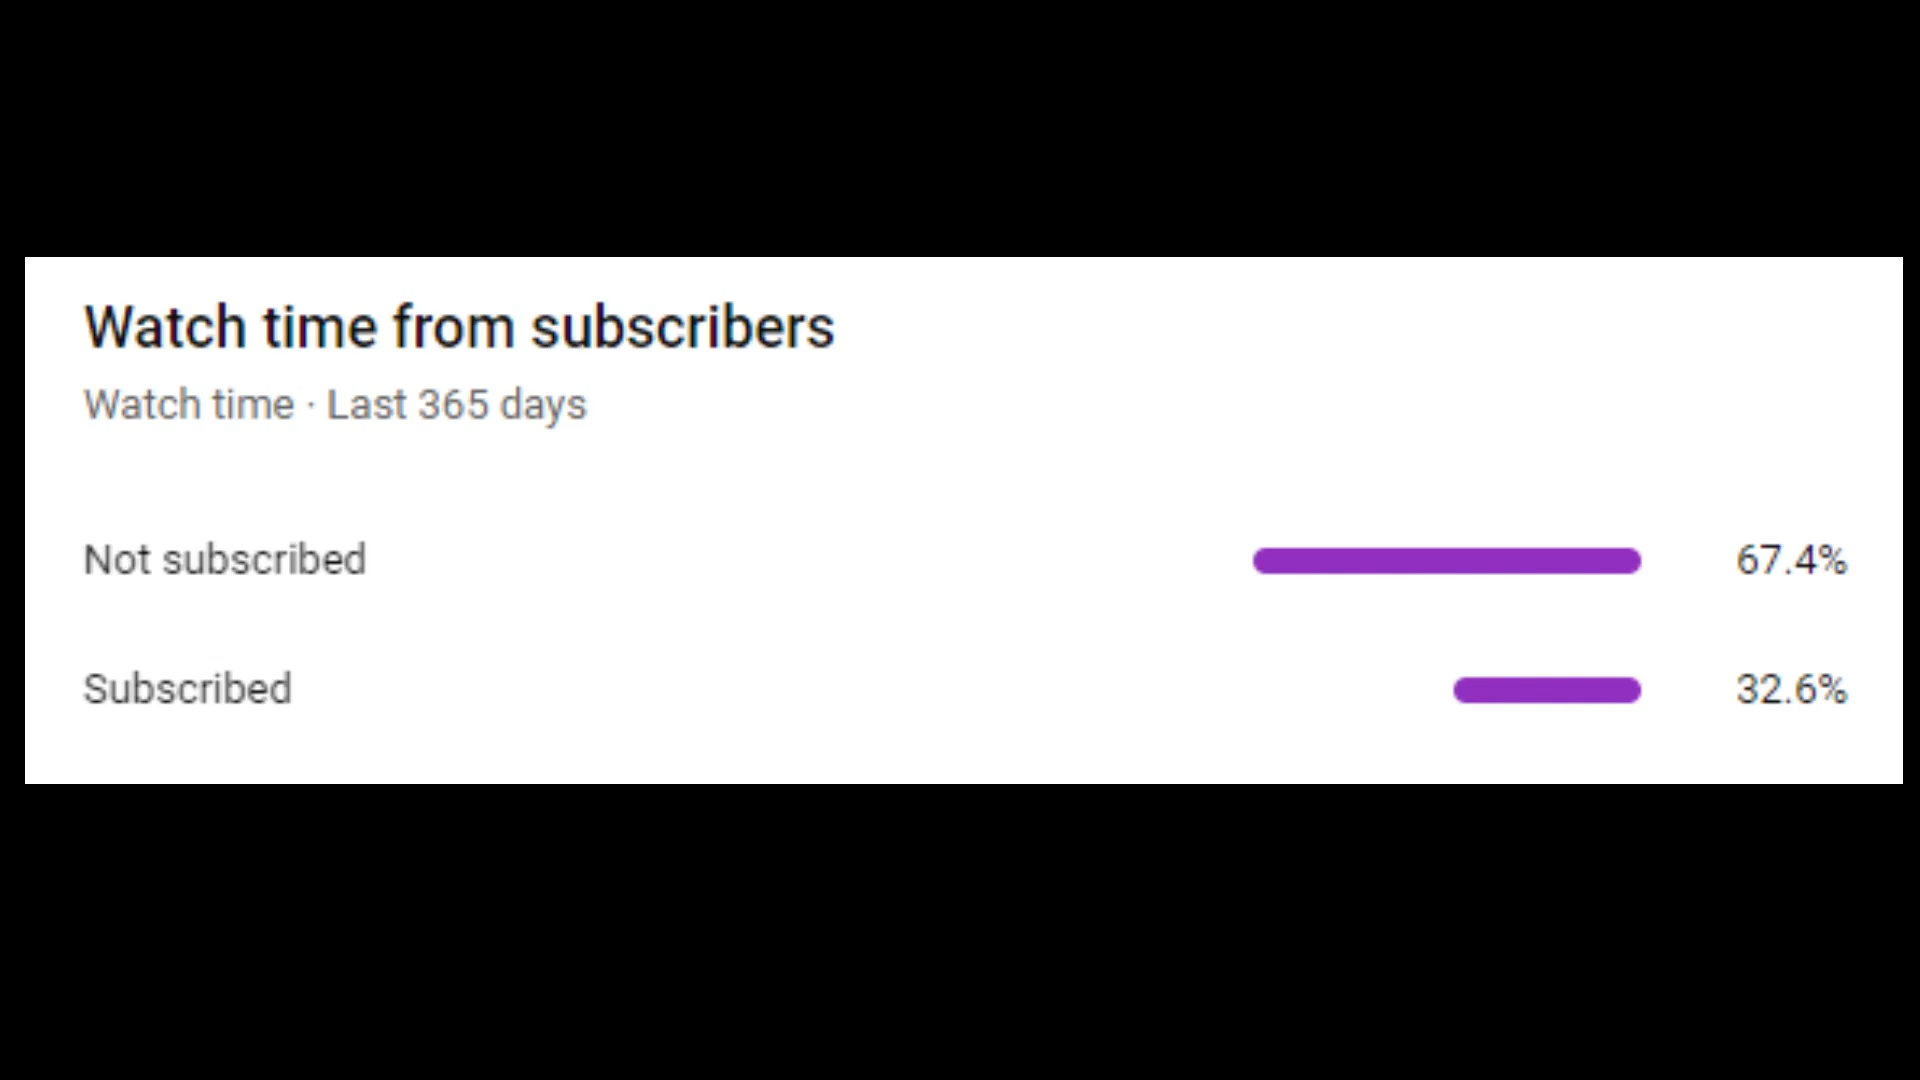 Watch time from subscribers
Watch time · Last 365 days
Not subscribed 67.4%
Subscribed 32.6%